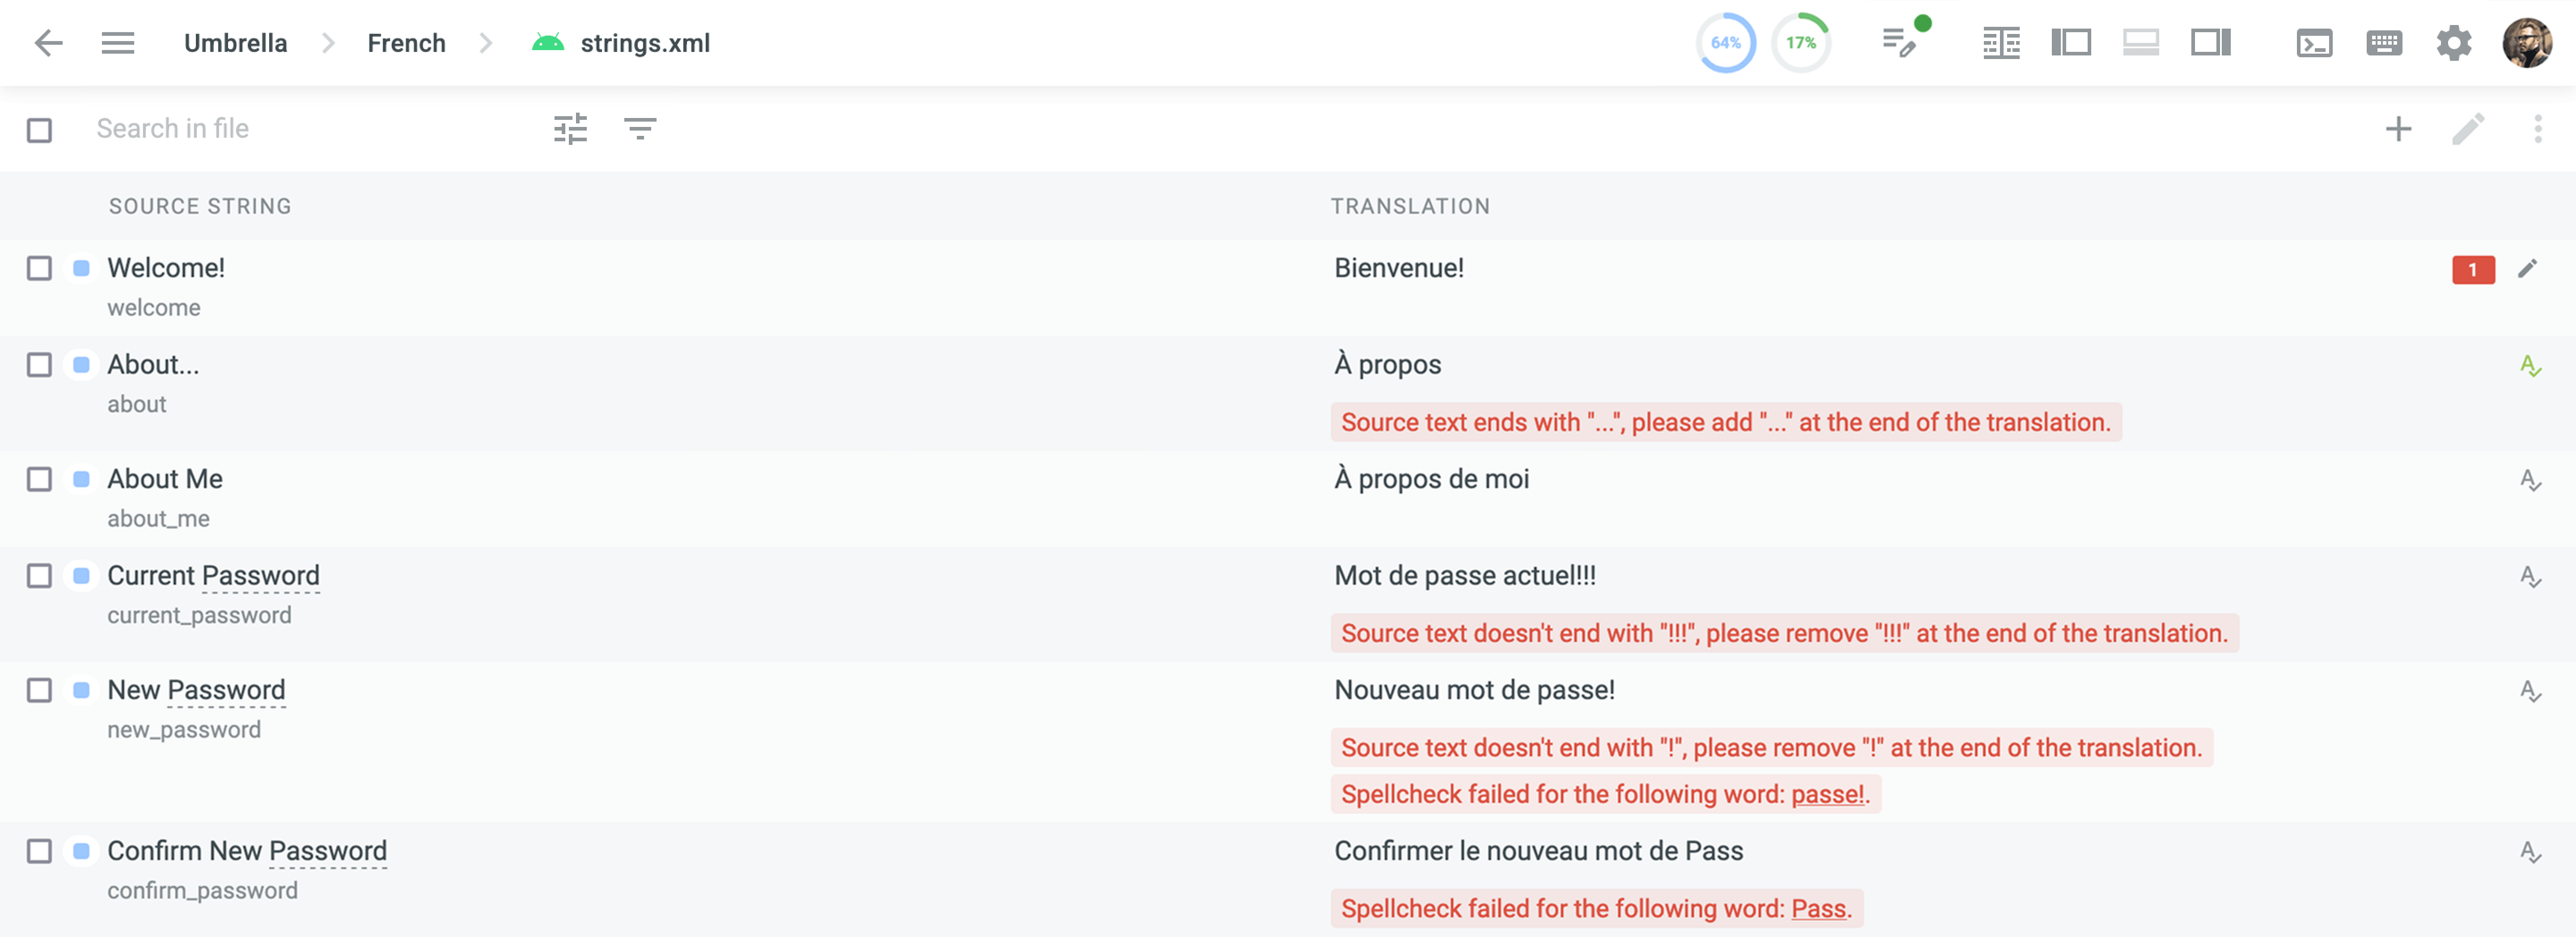 Umbrella French strings.xml 64% 17%
Search in file
SOURCE STRING TRANSLATION
Welcome! Bienvenue! 1
welcome
About... À propos
about
Source text ends with "...", please add "..." at the end of the translation.
About Me À propos de moi
about_me
Current Password Mot de passe actuel!!!
current_password
Source text doesn't end with "!!!", please remove "!!!" at the end of the translation.
New Password Nouveau mot de passe!
new_password
Source text doesn't end with "!", please remove "!" at the end of the translation.
Spellcheck failed for the following word: passe!.
Confirm New Password Confirmer le nouveau mot de Pass
confirm_password
Spellcheck failed for the following word: Pass.